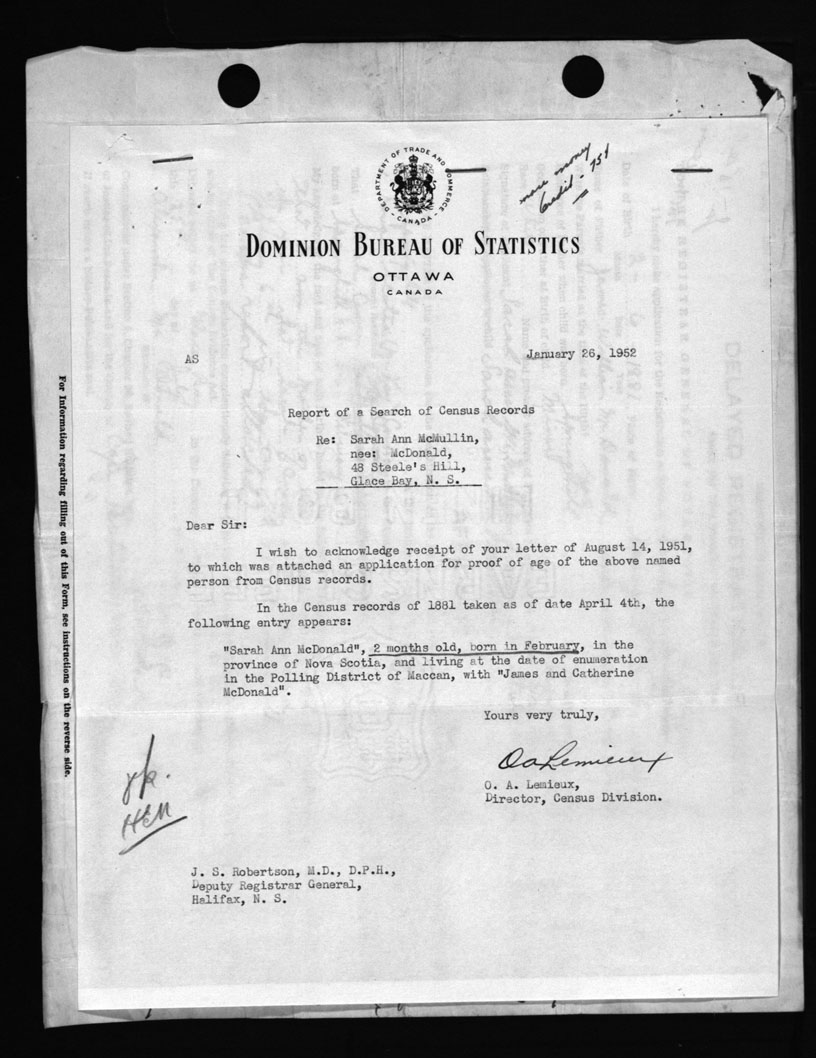 DEPARTMENT OF TRADE AND COMMERCE
CANADA
more money
credit - 75¢
DOMINION BUREAU OF STATISTICS
OTTAWA
CANADA
AS
January 26, 1952
Report of a Search of Census Records
Re: Sarah Ann McMullin,
nee: McDonald,
48 Steele's Hill,
Glace Bay, N. S.
Dear Sir:
I wish to acknowledge receipt of your letter of August 14, 1951,
to which was attached an application for proof of age of the above named
person from Census records.
In the Census records of 1881 taken as of date April 4th, the
following entry appears:
"Sarah Ann McDonald", 2 months old, born in February, in the
province of Nova Scotia, and living at the date of enumeration
in the Polling District of Maccan, with "James and Catherine
McDonald".
Yours very truly,
OALemieux
O. A. Lemieux,
Director, Census Division.
J. S. Robertson, M.D., D.P.H.,
Deputy Registrar General,
Halifax, N. S.
For Information regarding filling out of this Form, see instructions on the reverse side.